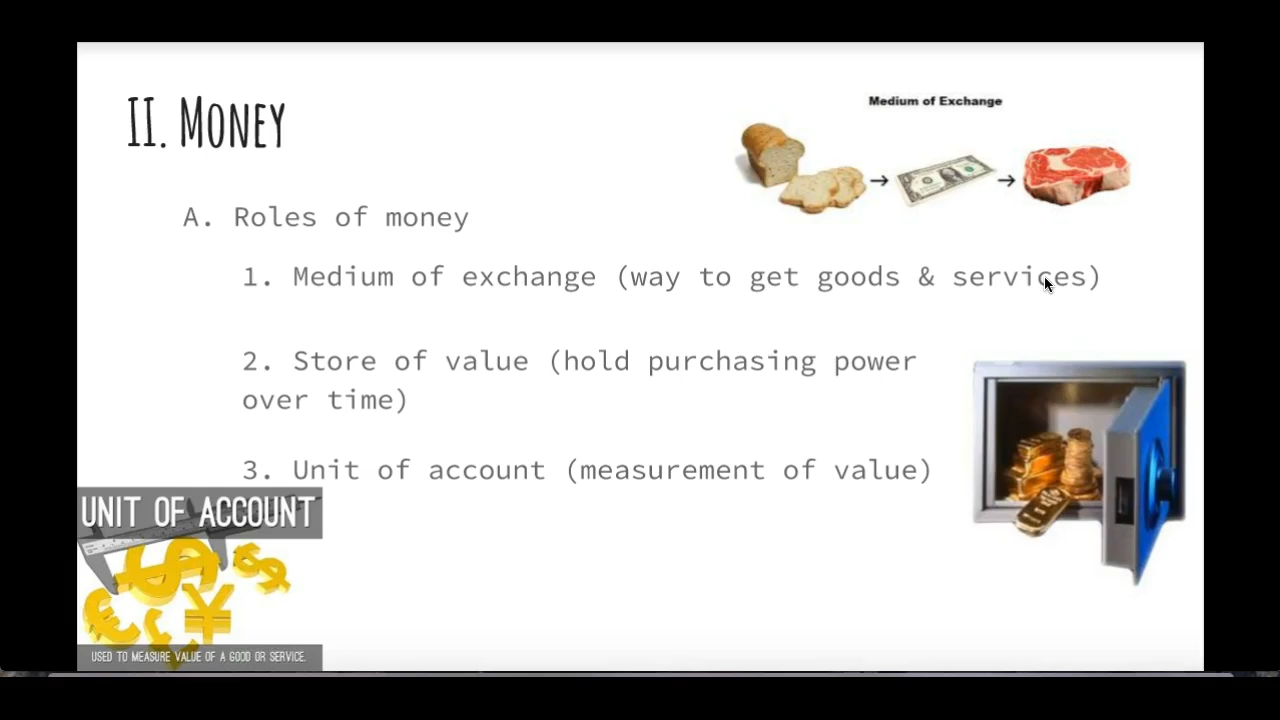 II. Money
Medium of Exchange
A. Roles of money
1. Medium of exchange (way to get goods & services)
2. Store of value (hold purchasing power
over time)
3. Unit of account (measurement of value)
UNIT OF ACCOUNT
USED TO MEASURE VALUE OF A GOOD OR SERVICE.